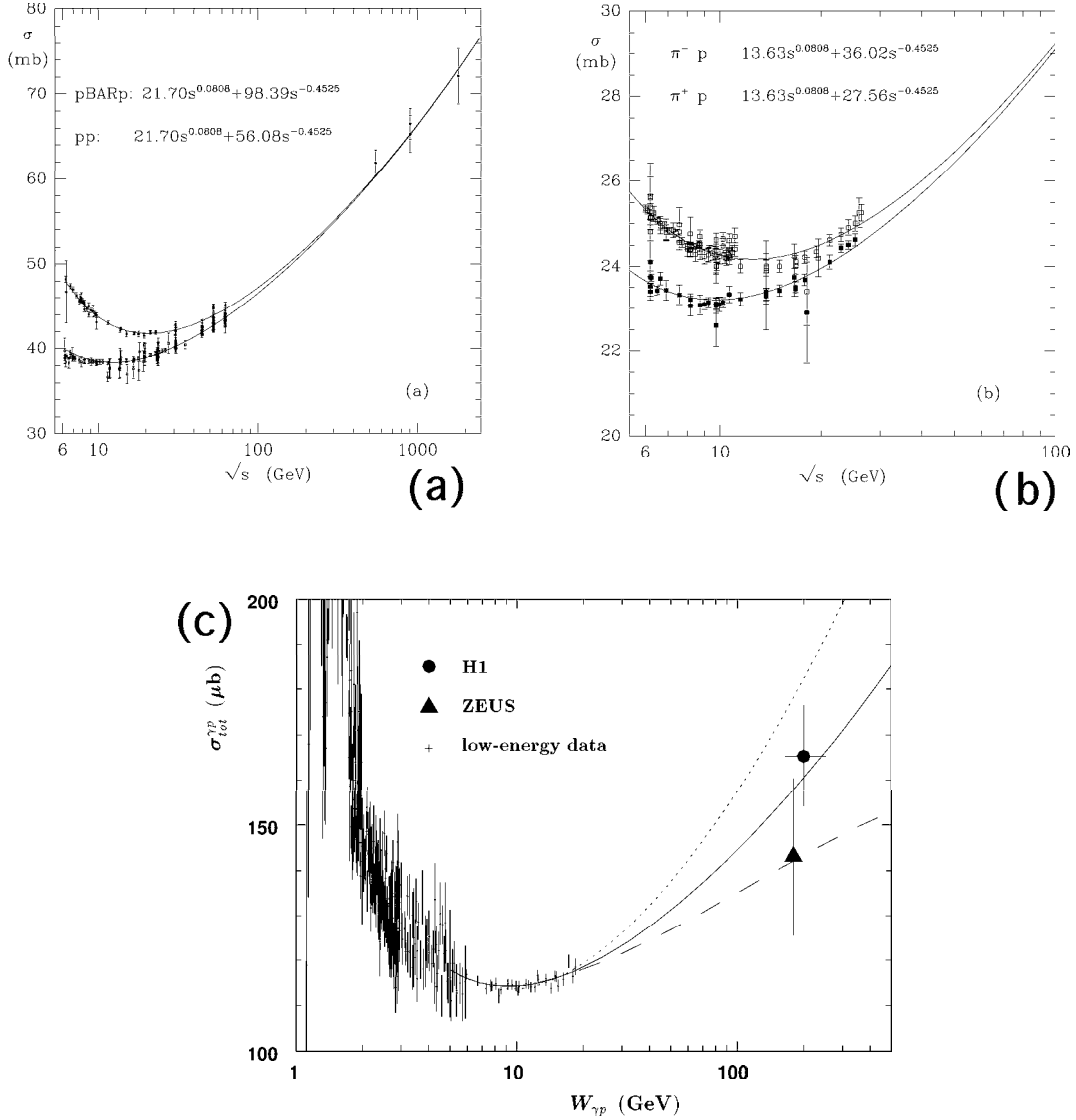 80
σ
(mb)
70
60
50
40
30
pBARp: 21.70s^0.0808+98.39s^-0.4525
pp: 21.70s^0.0808+56.08s^-0.4525
(a)
6 10 100 1000
√s (GeV)
(a)
30
σ
(mb)
28
26
24
22
20
π⁻ p 13.63s^0.0808+36.02s^-0.4525
π⁺ p 13.63s^0.0808+27.56s^-0.4525
(b)
6 10 100
√s (GeV)
(b)
(c)
200
150
100
σ^γp_tot (μb)
H1
ZEUS
low-energy data
1 10 100
W_γp (GeV)